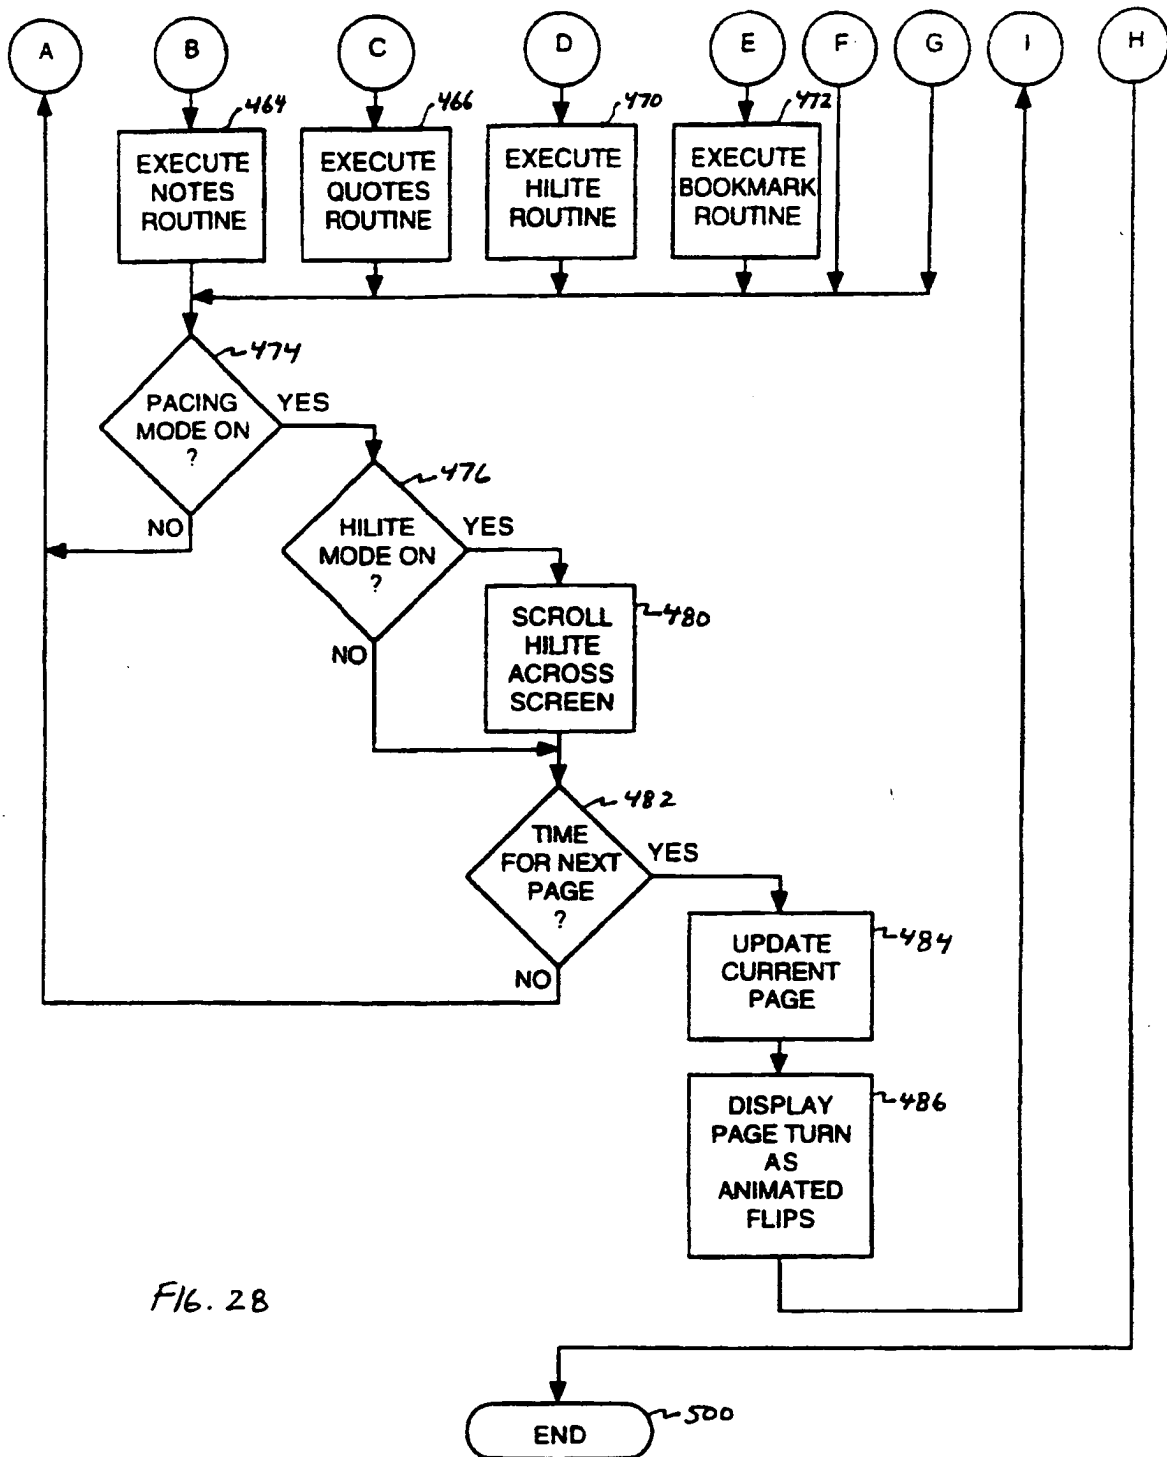 A B C D E F G I H
464 466 470 472
EXECUTE
NOTES
ROUTINE
EXECUTE
QUOTES
ROUTINE
EXECUTE
HILITE
ROUTINE
EXECUTE
BOOKMARK
ROUTINE
474
PACING
MODE ON
?
YES
NO
476
HILITE
MODE ON
?
YES
NO
480
SCROLL
HILITE
ACROSS
SCREEN
482
TIME
FOR NEXT
PAGE
?
YES
NO
484
UPDATE
CURRENT
PAGE
486
DISPLAY
PAGE TURN
AS
ANIMATED
FLIPS
FIG. 28
500
END